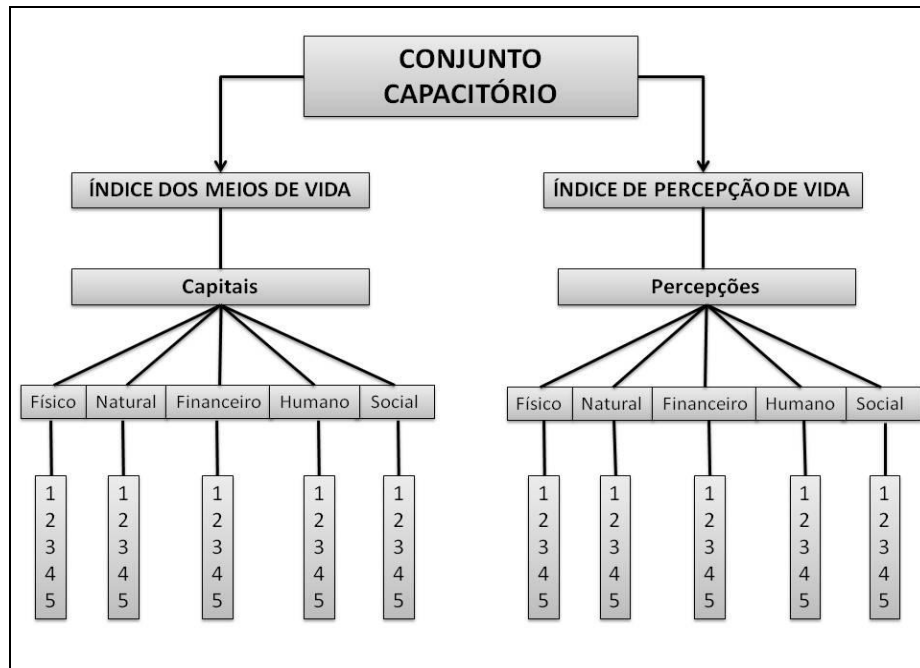 CONJUNTO
CAPACITÓRIO
ÍNDICE DOS MEIOS DE VIDA
ÍNDICE DE PERCEPÇÃO DE VIDA
Capitais
Percepções
Físico Natural Financeiro Humano Social
Físico Natural Financeiro Humano Social
1 1 1 1 1
2 2 2 2 2
3 3 3 3 3
4 4 4 4 4
5 5 5 5 5
1 1 1 1 1
2 2 2 2 2
3 3 3 3 3
4 4 4 4 4
5 5 5 5 5